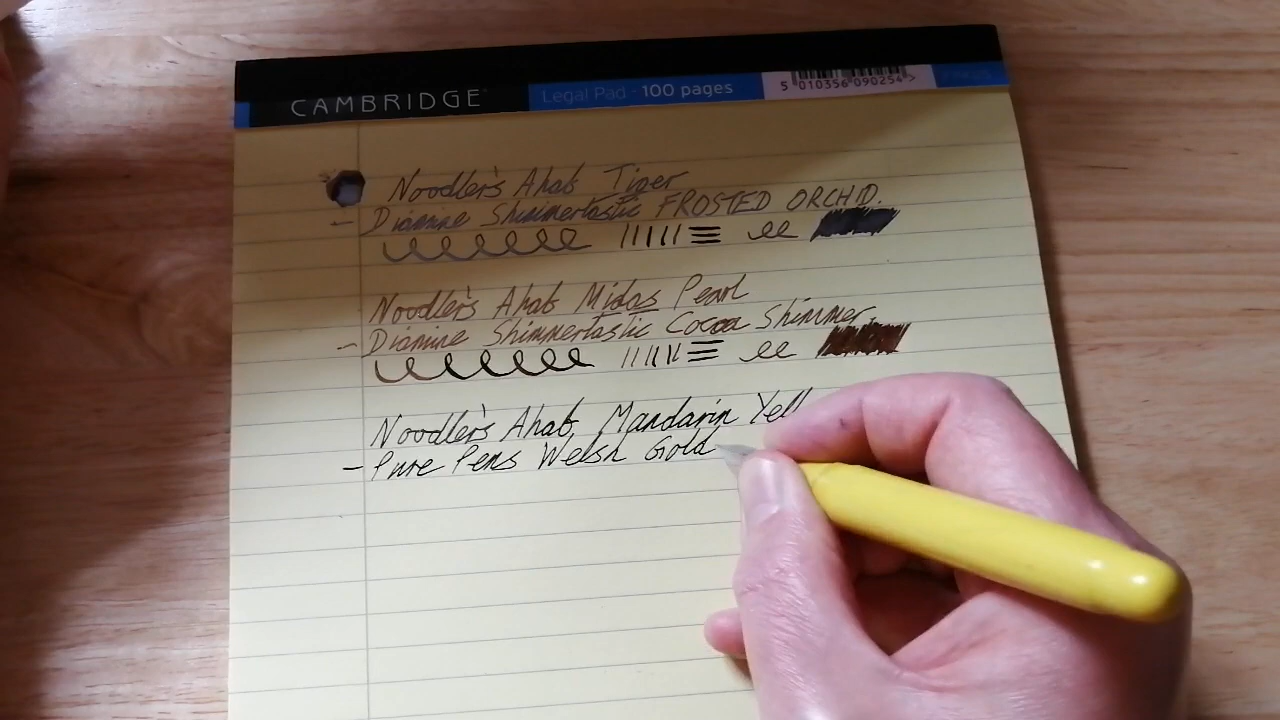 CAMBRIDGE
Legal Pad · 100 pages
5 010356 090254 >
Noodler's Ahab Tiger
- Diamine Shimmertastic FROSTED ORCHID.
Noodler's Ahab Midas Pearl
- Diamine Shimmertastic Cocoa Shimmer.
Noodler's Ahab Mandarin Yell
- Pure Pens Welsh Gold